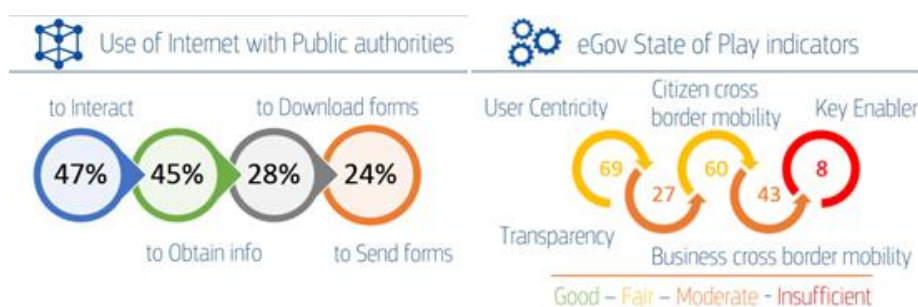 Use of Internet with Public authorities
to Interact
to Download forms
47%
45%
28%
24%
to Obtain info
to Send forms
eGov State of Play indicators
User Centricity
Citizen cross
border mobility
Key Enabler
69
27
60
43
8
Transparency
Business cross border mobility
Good – Fair – Moderate - Insufficient